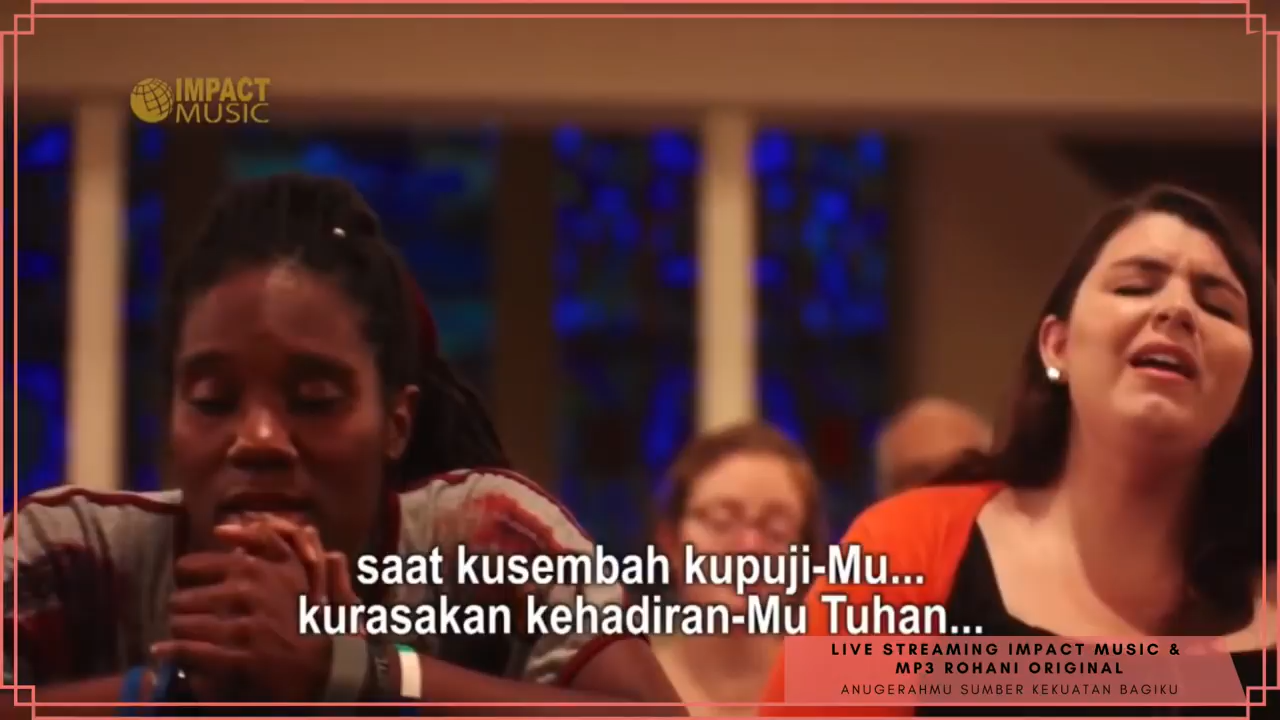 IMPACT
MUSIC
saat kusembah kupuji-Mu...
kurasakan kehadiran-Mu Tuhan...
LIVE STREAMING IMPACT MUSIC &
MP3 ROHANI ORIGINAL
ANUGERAHMU SUMBER KEKUATAN BAGIKU